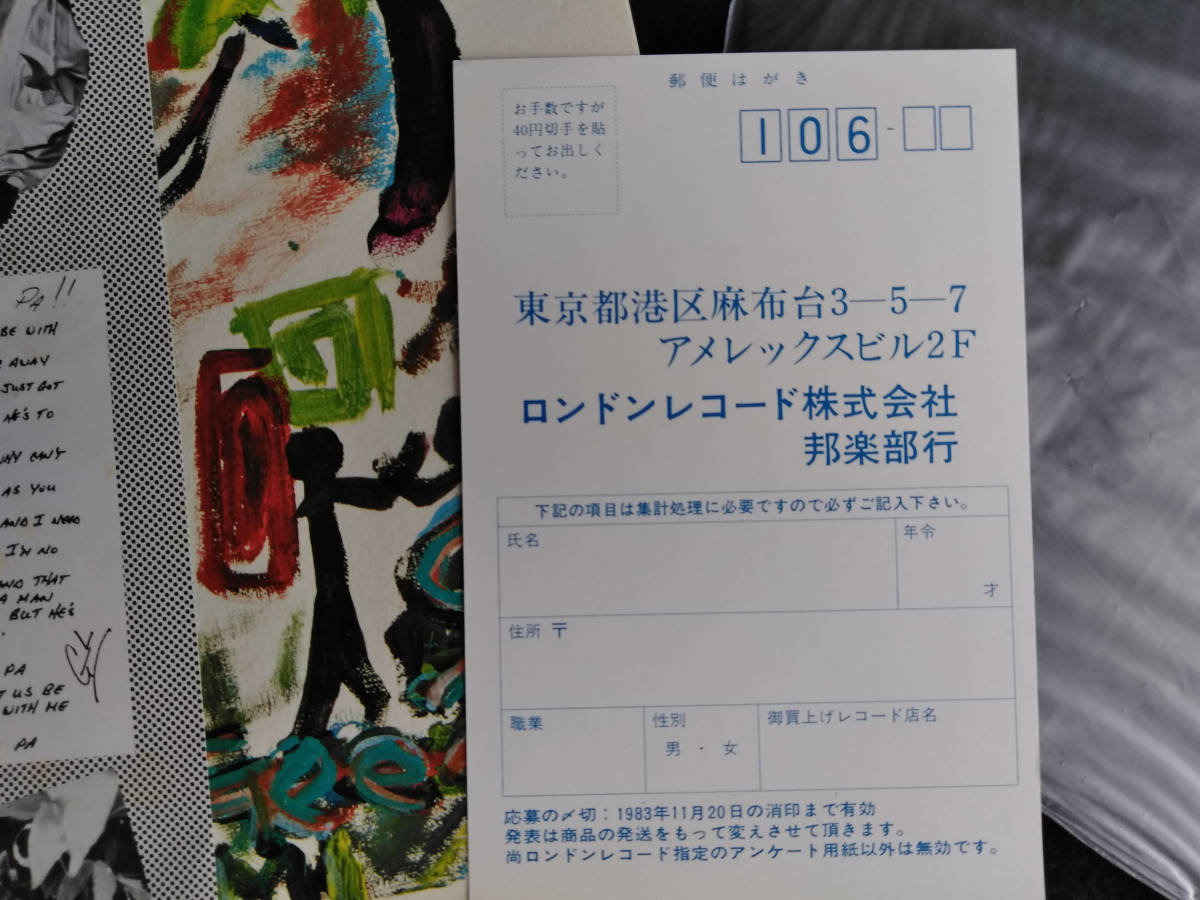 PA!!
BE WITH
AWAY
JUST GOT
HE'S TO
WAY CAN'T
AS YOU
AND I NEED
I'M NO
AND THAT
A MAN
BUT HE'S
PA
T US BE
WITH ME
PA
郵便はがき
お手数ですが
40円切手を貼
ってお出しく
ださい。
106-
東京都港区麻布台3—5—7
アメレックスビル2F
ロンドンレコード株式会社
邦楽部行
下記の項目は集計処理に必要ですので必ずご記入下さい。
氏名
年令
才
住所 〒
職業
性別
男 ・ 女
御買上げレコード店名
応募の〆切：1983年11月20日の消印まで有効
発表は商品の発送をもって変えさせて頂きます。
尚ロンドンレコード指定のアンケート用紙以外は無効です。